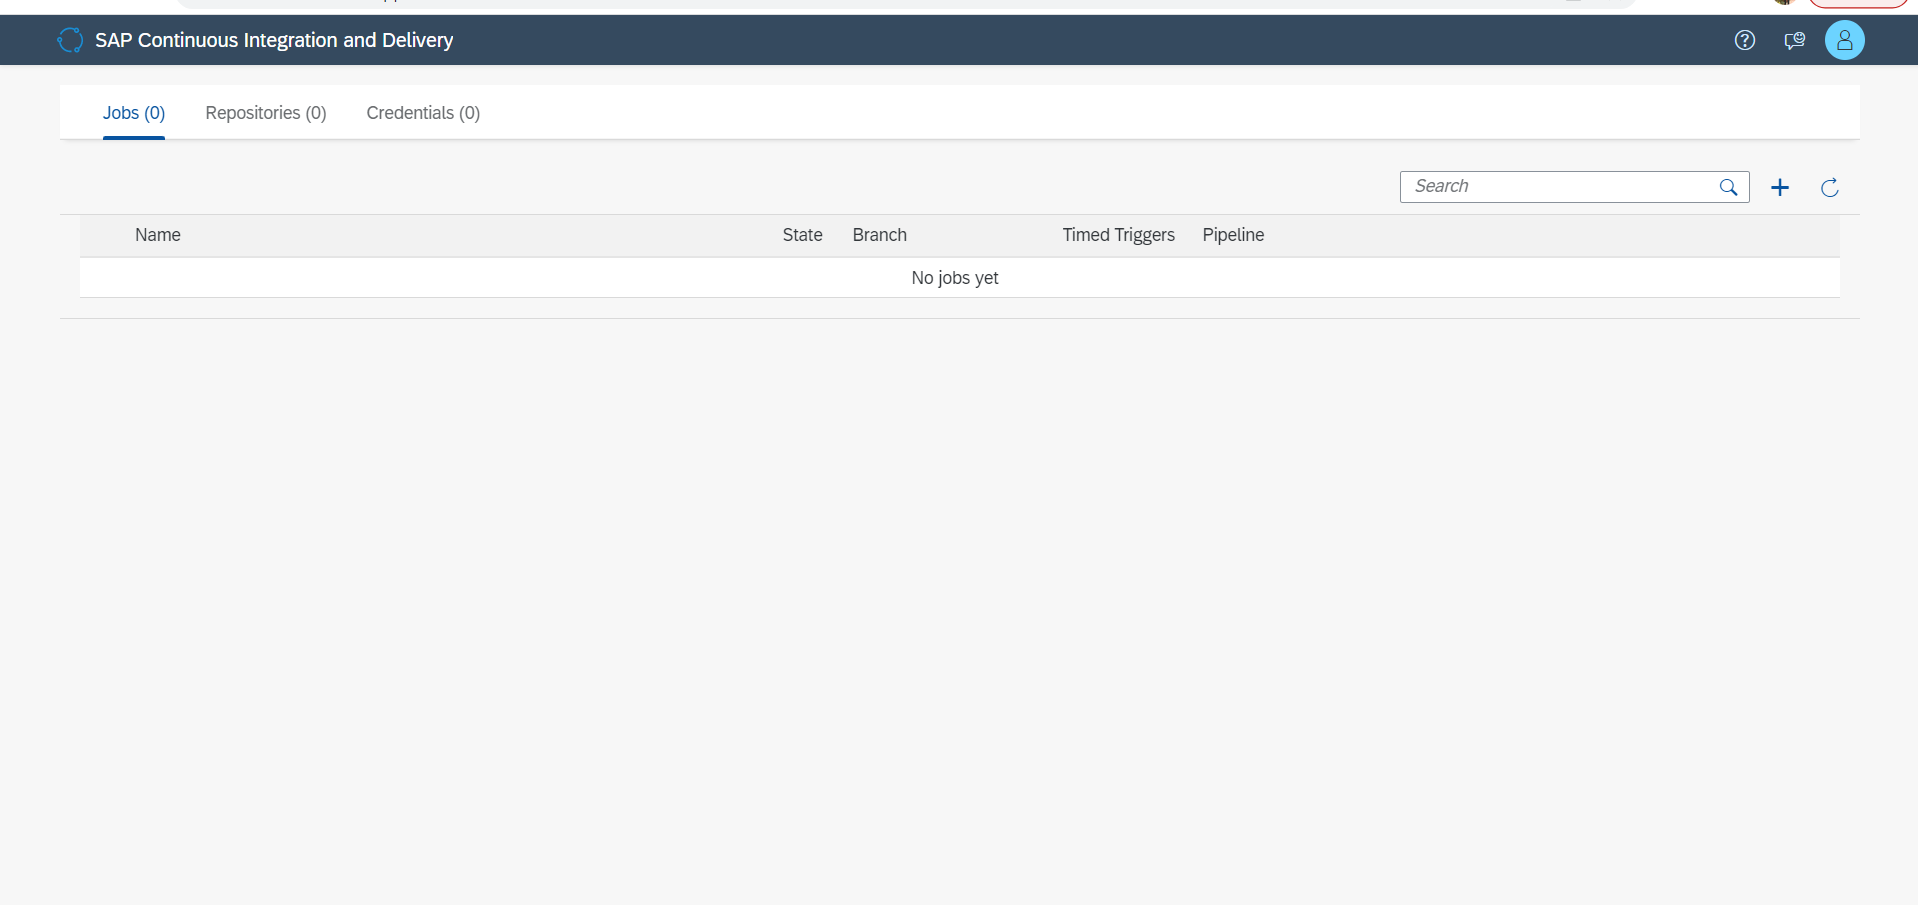 SAP Continuous Integration and Delivery
Jobs (0) Repositories (0) Credentials (0)
Search
Name State Branch Timed Triggers Pipeline
No jobs yet